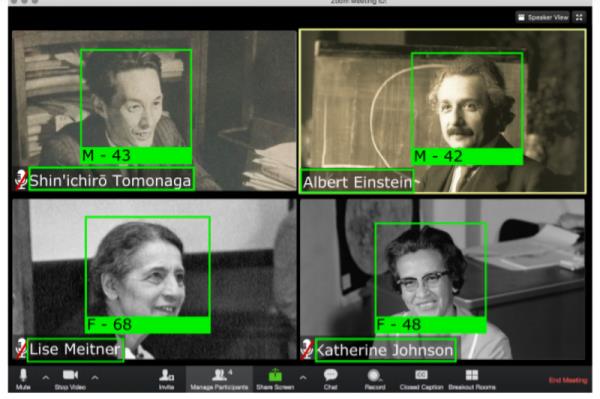 Zoom Meeting ID:
Speaker View
M - 43
Shin'ichirō Tomonaga
M - 42
Albert Einstein
F - 68
Lise Meitner
F - 48
Katherine Johnson
4
Mute
Stop Video
Invite
Manage Participants
Share Screen
Chat
Record
Closed Caption
Breakout Rooms
End Meeting